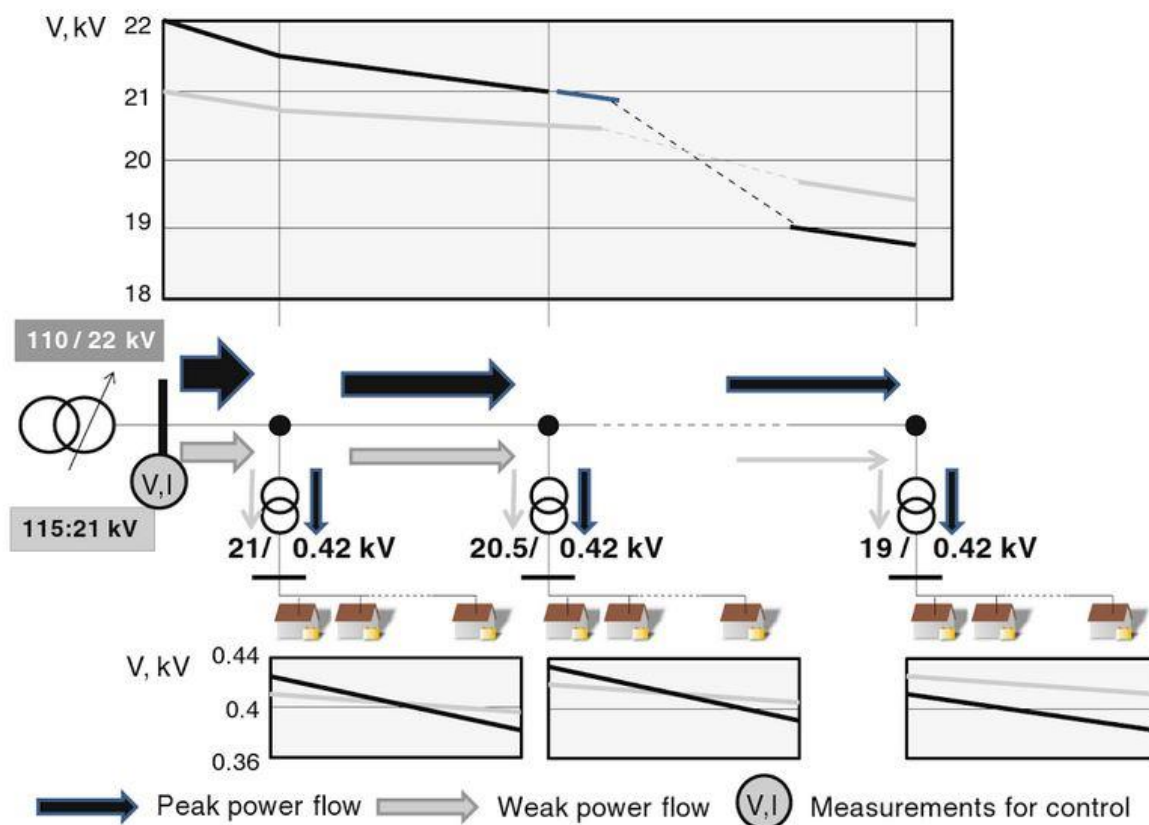 V, kV
22
21
20
19
18
110 / 22 kV
V,I
115:21 kV
21/ 0.42 kV
20.5/ 0.42 kV
19 / 0.42 kV
V, kV
0.44
0.4
0.36
Peak power flow
Weak power flow
V,I
Measurements for control